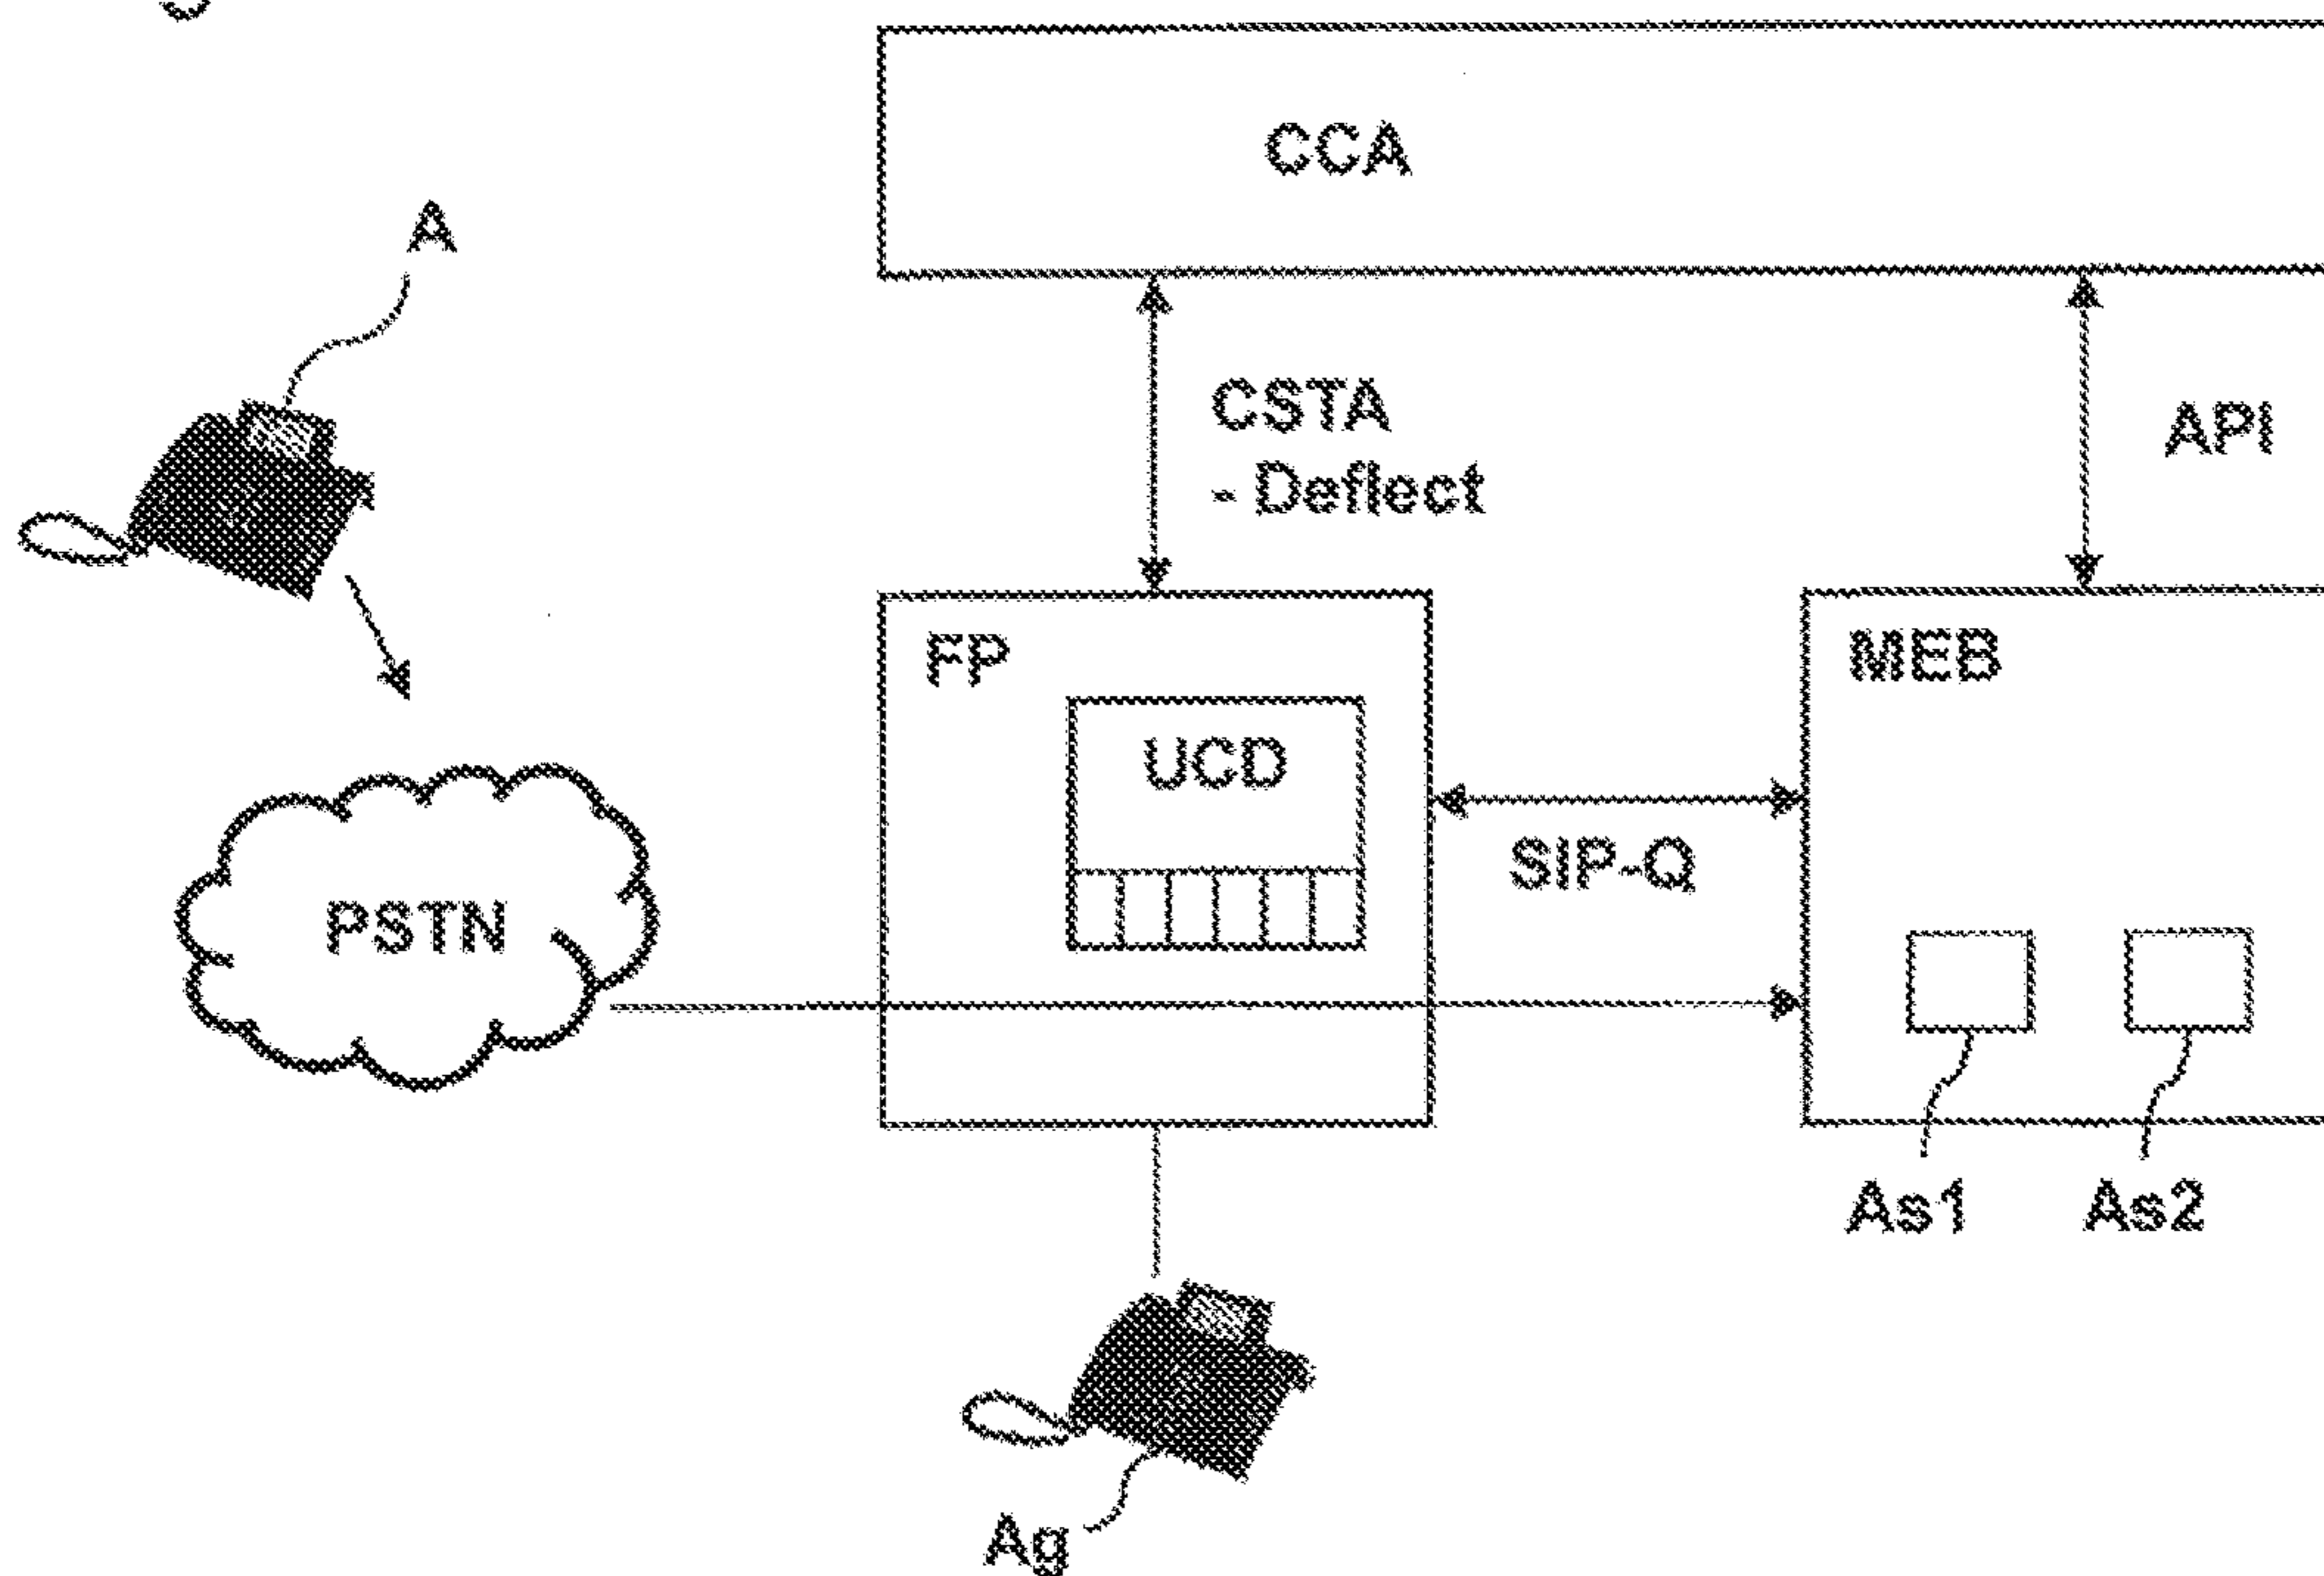 CCA
A
CSTA
- Deflect
API
FP
MEB
UCD
SIP-Q
PSTN
As1
As2
Ag